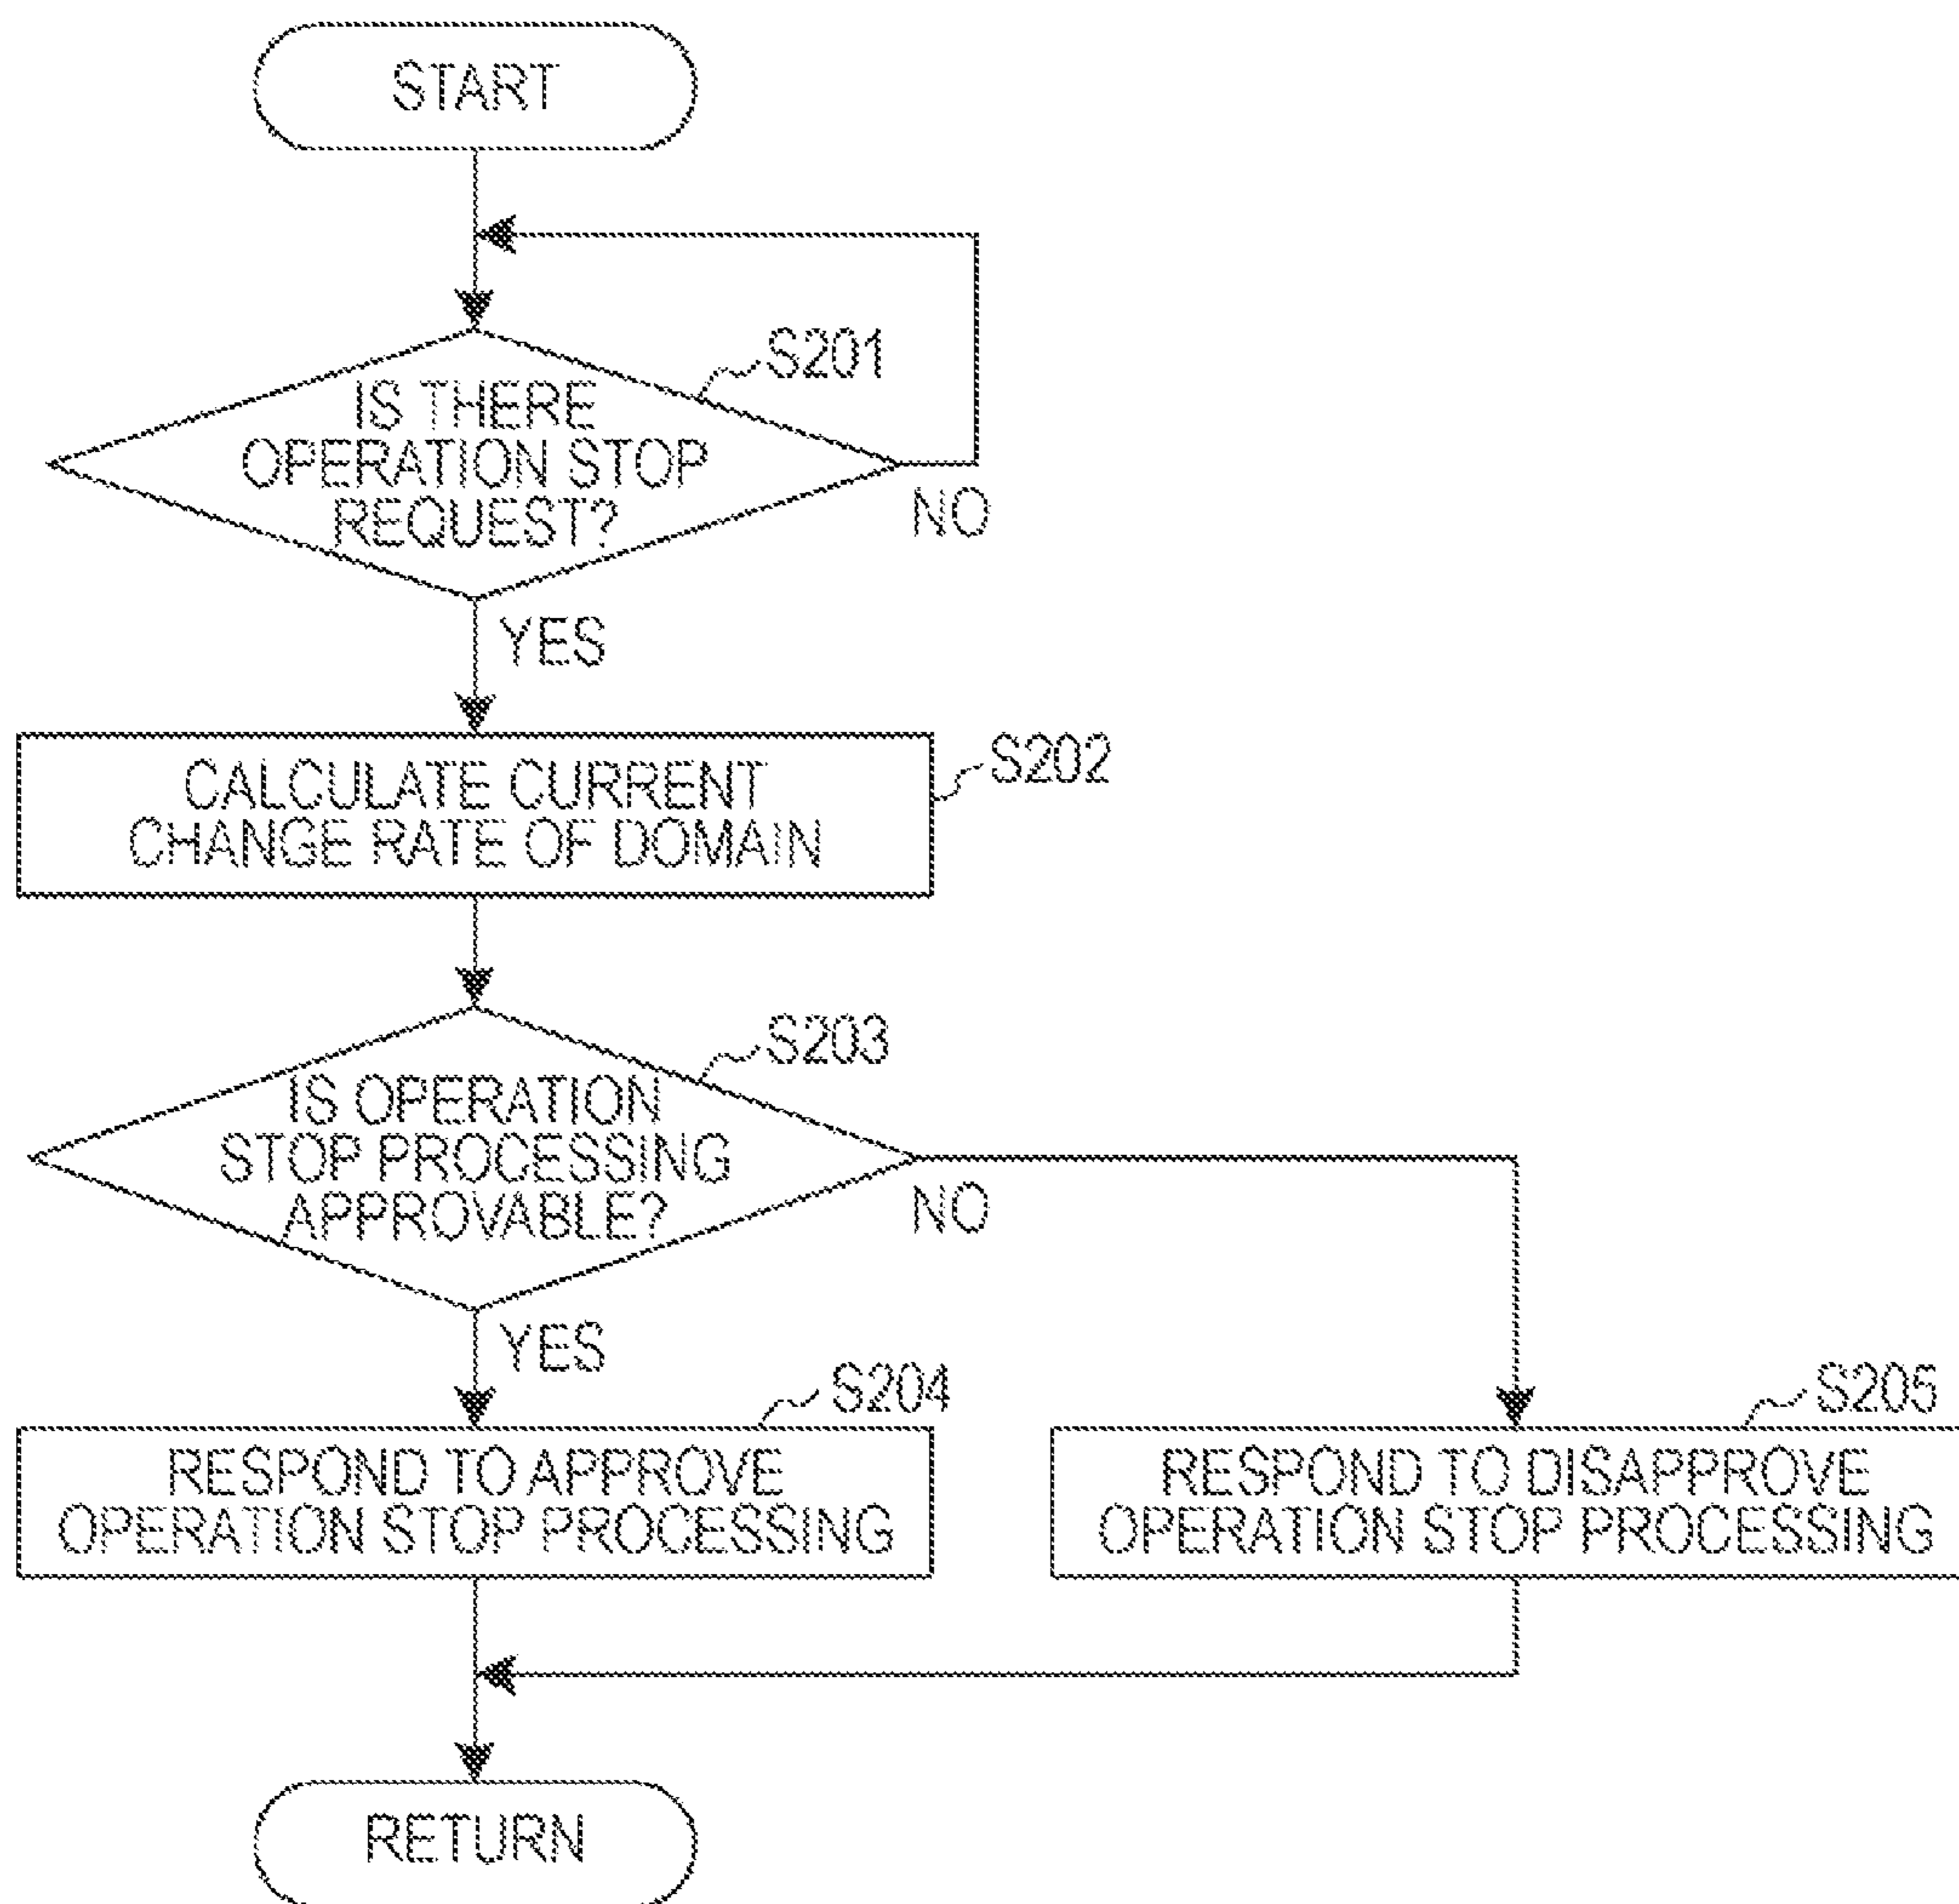 START
S201
IS THERE
OPERATION STOP
REQUEST?
NO
YES
CALCULATE CURRENT
CHANGE RATE OF DOMAIN
S202
S203
IS OPERATION
STOP PROCESSING
APPROVABLE?
NO
YES
S204
RESPOND TO APPROVE
OPERATION STOP PROCESSING
S205
RESPOND TO DISAPPROVE
OPERATION STOP PROCESSING
RETURN